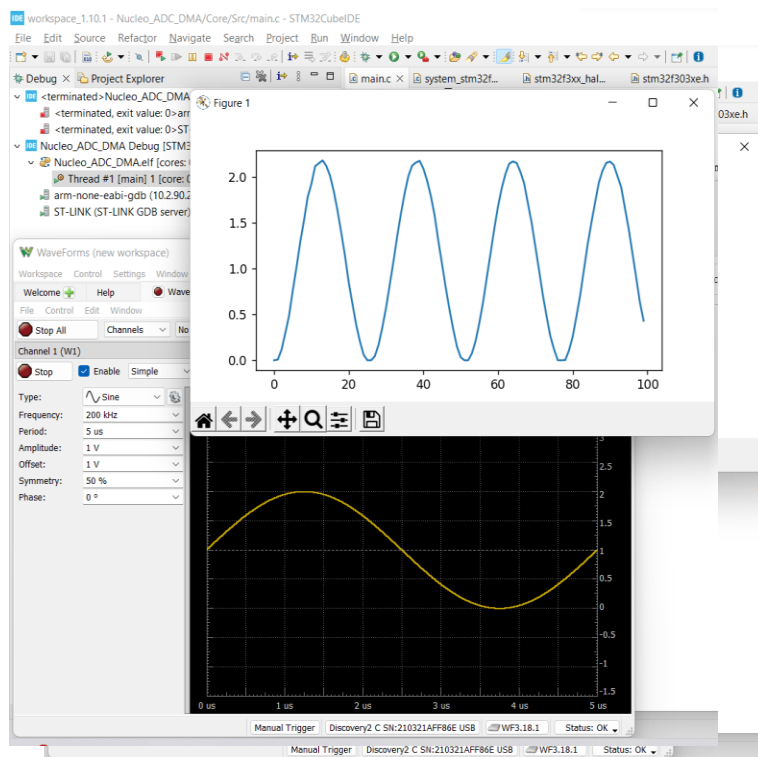 IDE workspace_1.10.1 - Nucleo_ADC_DMA/Core/Src/main.c - STM32CubeIDE
File Edit Source Refactor Navigate Search Project Run Window Help
Debug × Project Explorer
main.c × system_stm32f... stm32f3xx_hal... stm32f303xe.h
03xe.h
<terminated>Nucleo_ADC_DMA
<terminated, exit value: 0>arr
<terminated, exit value: 0>ST-
IDE Nucleo_ADC_DMA Debug [STM3
Nucleo_ADC_DMA.elf [cores:
Thread #1 [main] 1 [core: 0
arm-none-eabi-gdb (10.2.90.2
ST-LINK (ST-LINK GDB server)
Figure 1
2.0
1.5
1.0
0.5
0.0
0 20 40 60 80 100
WaveForms (new workspace)
Workspace Control Settings Window
Welcome Help Wave
File Control Edit Window
Stop All Channels No
Channel 1 (W1)
Stop Enable Simple
Type: Sine
Frequency: 200 kHz
Period: 5 us
Amplitude: 1 V
Offset: 1 V
Symmetry: 50 %
Phase: 0 °
3
2.5
2
1.5
1
0.5
0
-0.5
-1
-1.5
0 us 1 us 2 us 3 us 4 us 5 us
Manual Trigger Discovery2 C SN:210321AFF86E USB WF3.18.1 Status: OK
Manual Trigger Discovery2 C SN:210321AFF86E USB WF3.18.1 Status: OK